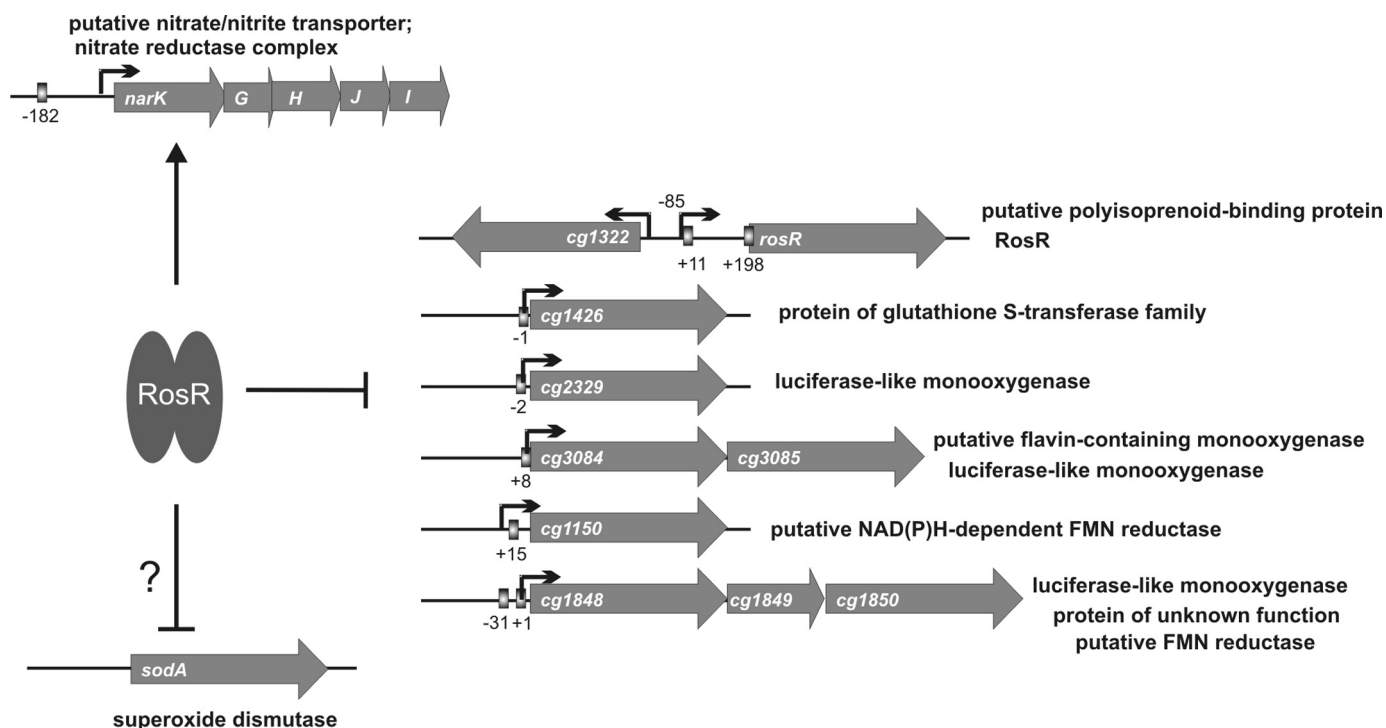 putative nitrate/nitrite transporter;
nitrate reductase complex
narK G H J I
-182
-85
cg1322 rosR
+11 +198
putative polyisoprenoid-binding protein
RosR
cg1426
-1
protein of glutathione S-transferase family
cg2329
-2
luciferase-like monooxygenase
cg3084 cg3085
+8
putative flavin-containing monooxygenase
luciferase-like monooxygenase
cg1150
+15
putative NAD(P)H-dependent FMN reductase
cg1848 cg1849 cg1850
-31 +1
luciferase-like monooxygenase
protein of unknown function
putative FMN reductase
RosR
?
sodA
superoxide dismutase